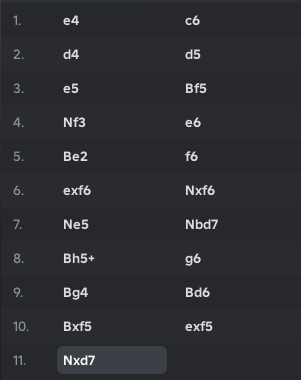 1. e4 c6
2. d4 d5
3. e5 Bf5
4. Nf3 e6
5. Be2 f6
6. exf6 Nxf6
7. Ne5 Nbd7
8. Bh5+ g6
9. Bg4 Bd6
10. Bxf5 exf5
11. Nxd7